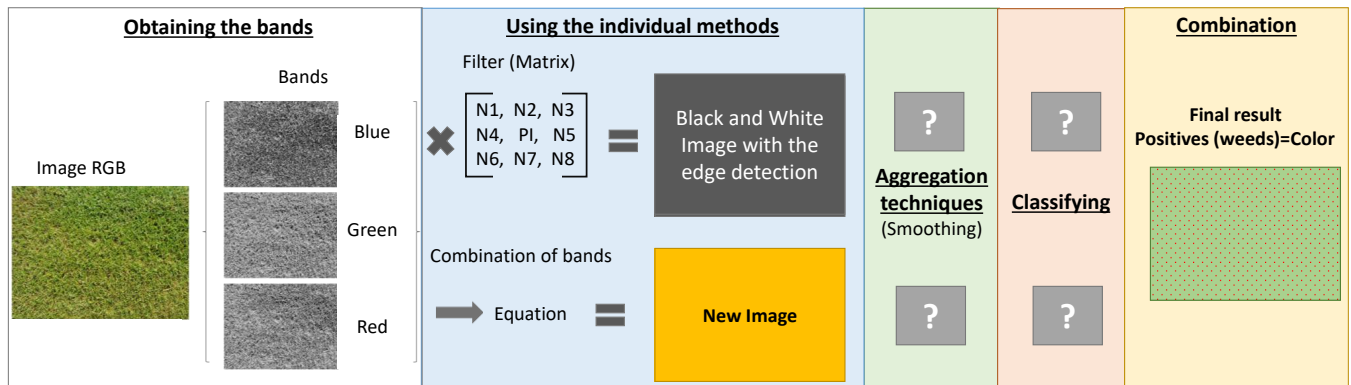 Obtaining the bands
Bands
Image RGB
Blue
Green
Red
Using the individual methods
Filter (Matrix)
N1, N2, N3
N4, PI, N5
N6, N7, N8
Black and White
Image with the
edge detection
Combination of bands
Equation
New Image
?
Aggregation
techniques
(Smoothing)
?
?
Classifying
?
Combination
Final result
Positives (weeds)=Color